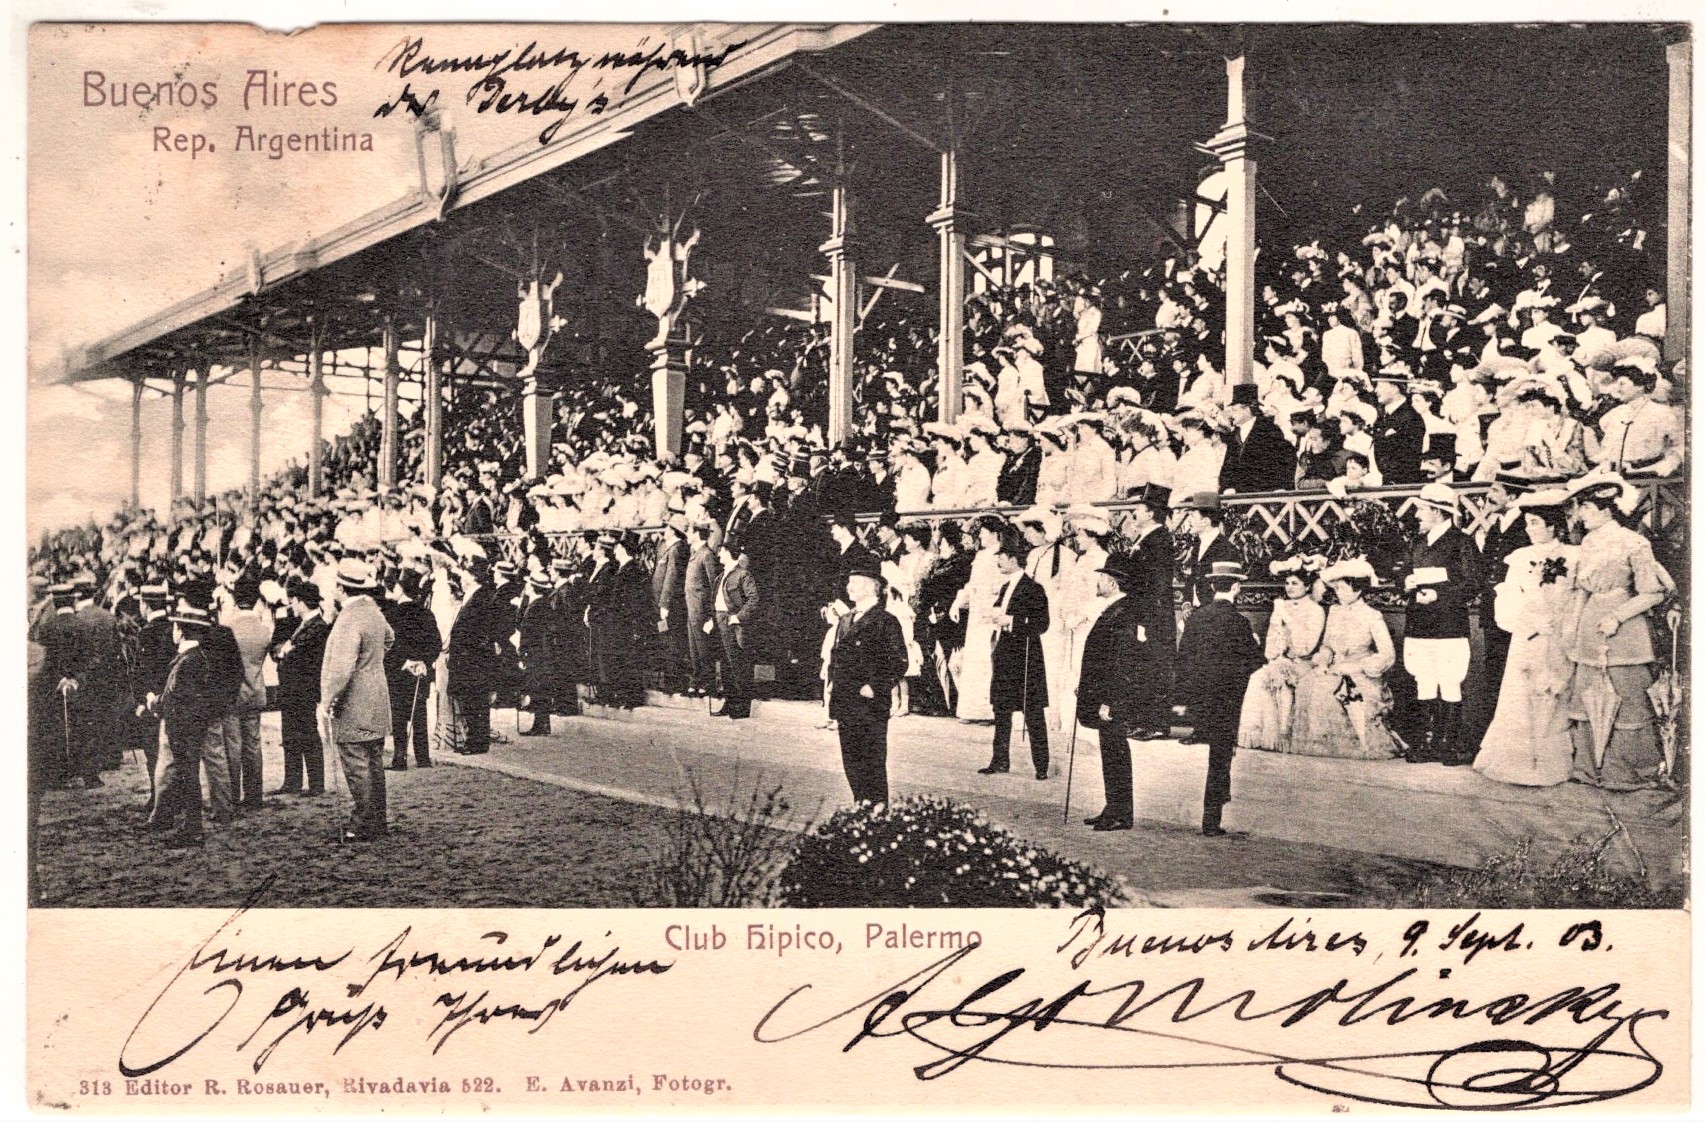 Buenos Aires
Rep. Argentina
Rennplatz während
des Derby's
Club Hipico, Palermo
Buenos Aires, 9. Sept. 03.
Einen freundlichen
Gruß Ihres
Molinsky
313 Editor R. Rosauer, Rivadavia 522. E. Avanzi, Fotogr.